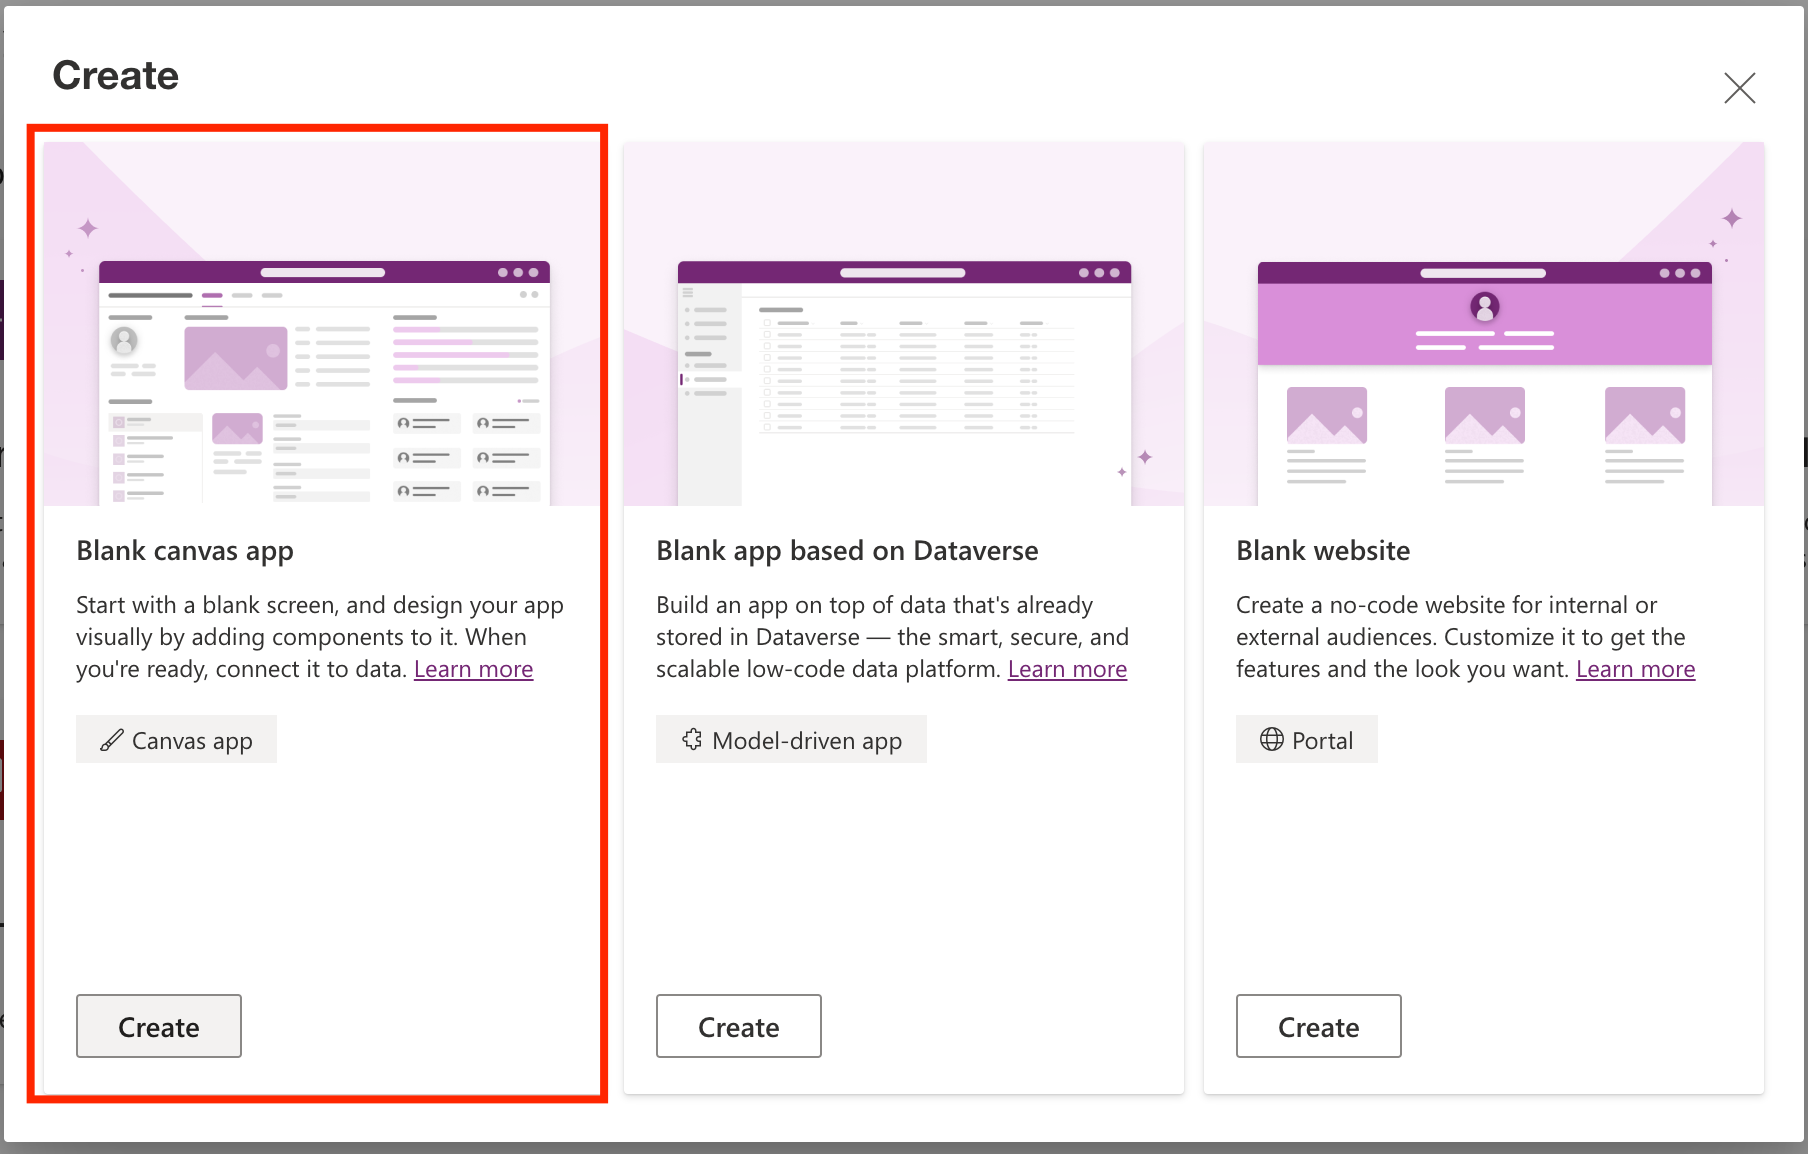 Create
Blank canvas app
Start with a blank screen, and design your app
visually by adding components to it. When
you're ready, connect it to data. Learn more
Canvas app
Create
Blank app based on Dataverse
Build an app on top of data that's already
stored in Dataverse — the smart, secure, and
scalable low-code data platform. Learn more
Model-driven app
Create
Blank website
Create a no-code website for internal or
external audiences. Customize it to get the
features and the look you want. Learn more
Portal
Create